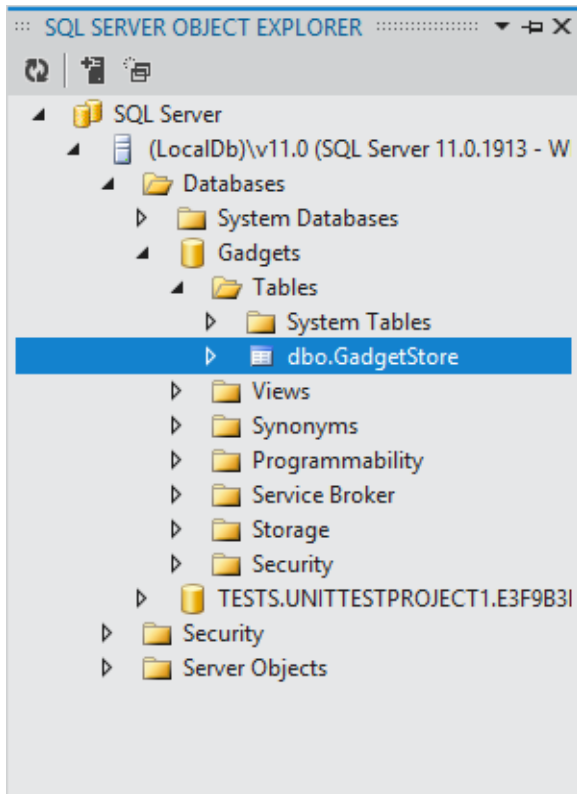 SQL SERVER OBJECT EXPLORER
SQL Server
(LocalDb)\v11.0 (SQL Server 11.0.1913 - W
Databases
System Databases
Gadgets
Tables
System Tables
dbo.GadgetStore
Views
Synonyms
Programmability
Service Broker
Storage
Security
TESTS.UNITTESTPROJECT1.E3F9B3
Security
Server Objects